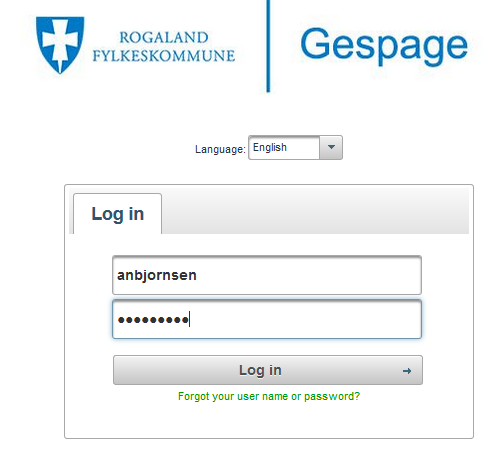 ROGALAND
FYLKESKOMMUNE
Gespage
Language: English
Log in
anbjornsen
●●●●●●●●●
Log in
Forgot your user name or password?